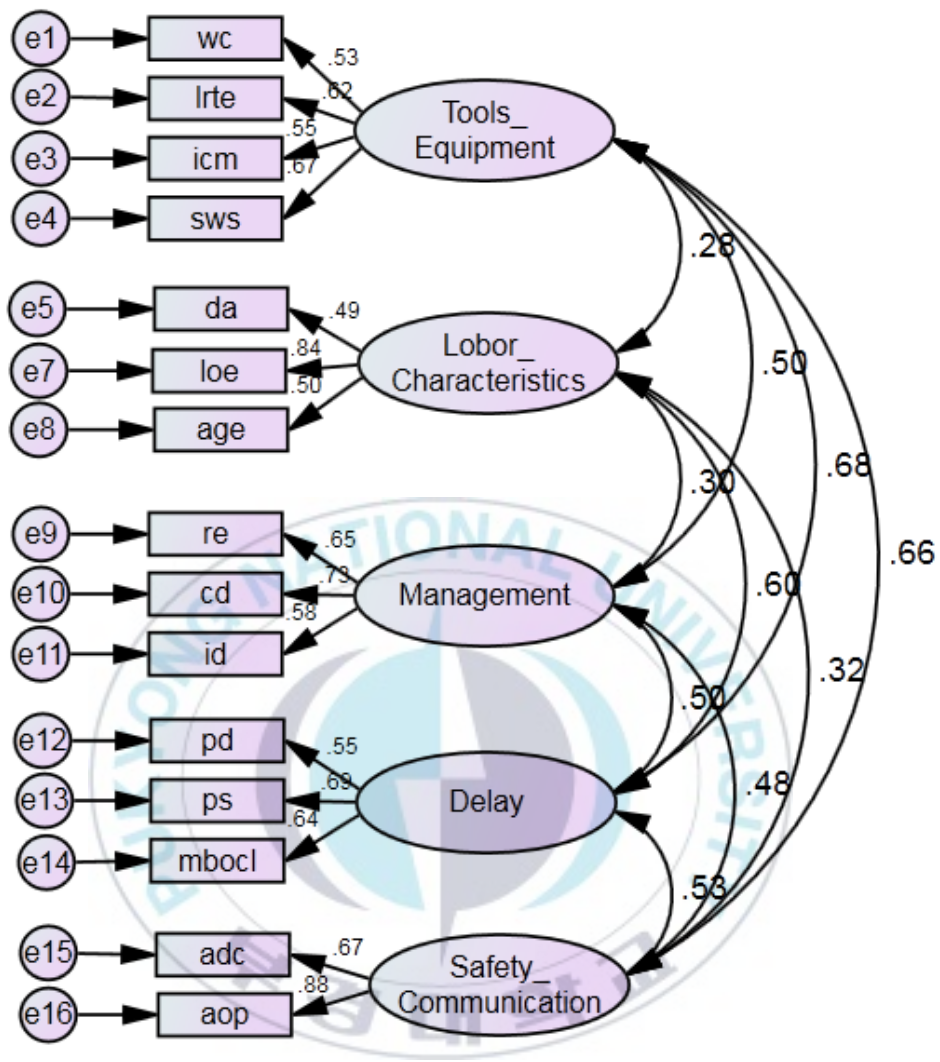 e1 wc
.53
e2 lrte
.62
e3 icm
.55
e4 sws
.67
Tools_
Equipment
.28
e5 da
.49
e7 loe
.84
e8 age
.50
Lobor_
Characteristics
.50
.68
.30
.66
e9 re
.65
e10 cd
.73
e11 id
.58
Management
.60
.32
.50
e12 pd
.55
e13 ps
.69
e14 mbocl
.64
Delay
.48
.53
e15 adc
.67
e16 aop
.88
Safety_
Communication
PUKYONG NATIONAL UNIVERSITY